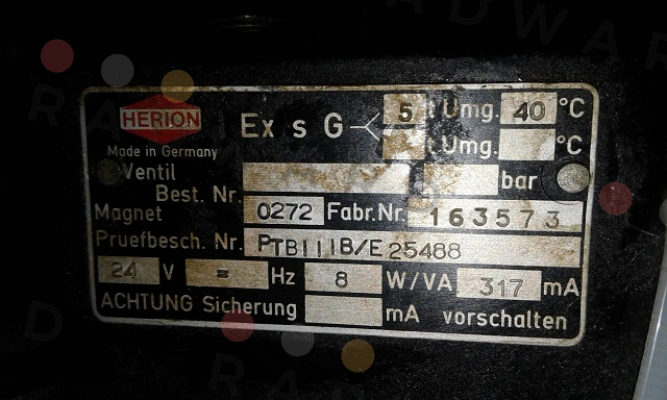 HERION
Ex s G 5 t Umg. 40 °C
t Umg. °C
Made in Germany
Ventil bar
Best. Nr.
Magnet 0272 Fabr.Nr. 163573
Pruefbesch. Nr. PTB III B/E 25488
24 V = Hz 8 W/VA 317 mA
ACHTUNG Sicherung mA vorschalten